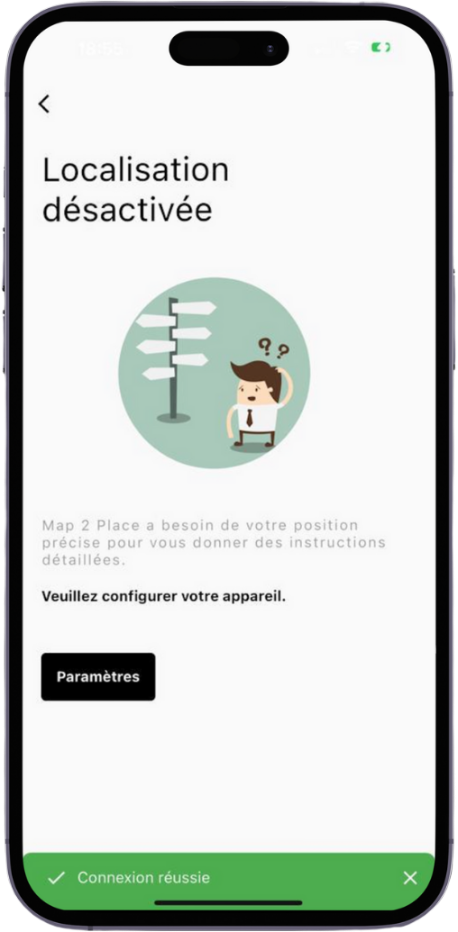 Localisation
désactivée
? ?
Map 2 Place a besoin de votre position
précise pour vous donner des instructions
détaillées.
Veuillez configurer votre appareil.
Paramètres
Connexion réussie